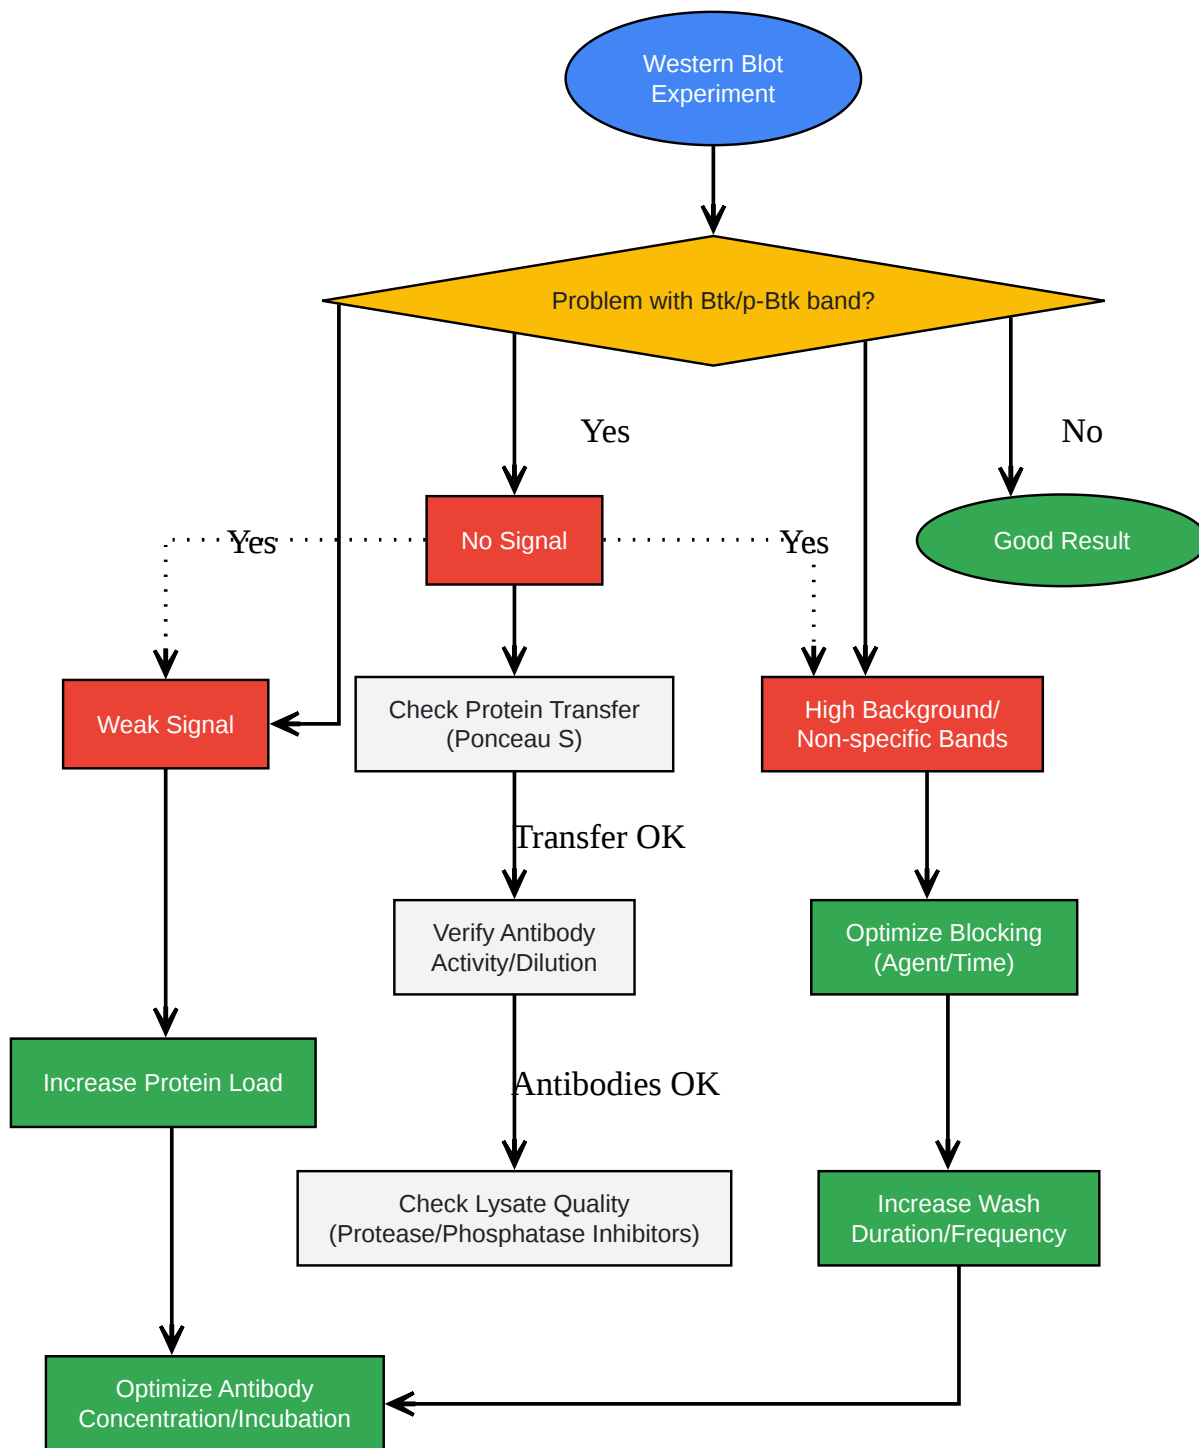 Western Blot
Experiment
Problem with Btk/p-Btk band?
Yes
No
Yes
No Signal
Yes
Good Result
Weak Signal
Check Protein Transfer
(Ponceau S)
High Background/
Non-specific Bands
Transfer OK
Verify Antibody
Activity/Dilution
Optimize Blocking
(Agent/Time)
Increase Protein Load
Antibodies OK
Check Lysate Quality
(Protease/Phosphatase Inhibitors)
Increase Wash
Duration/Frequency
Optimize Antibody
Concentration/Incubation